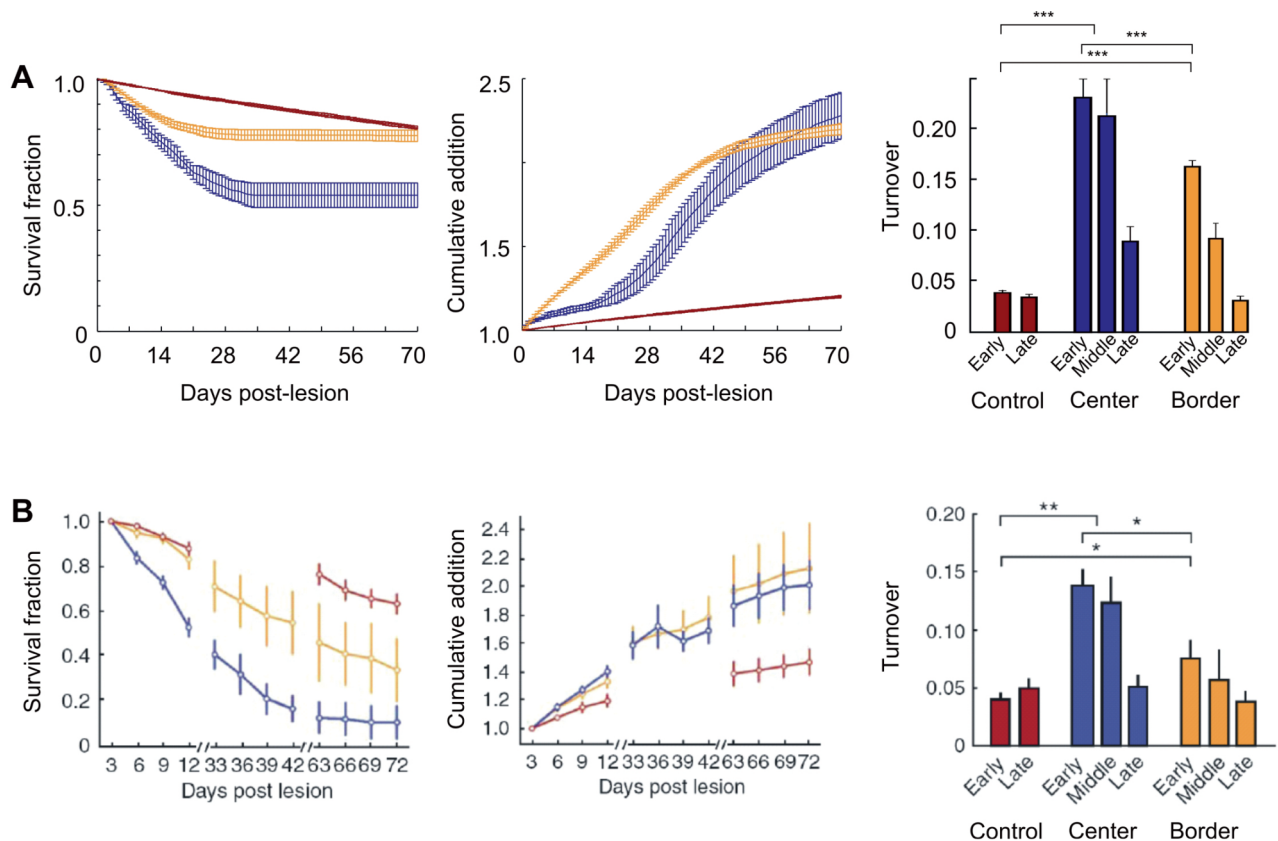 A
Survival fraction
1.0
0.5
0
0 14 28 42 56 70
Days post-lesion
Cumulative addition
2.5
1.5
1.0
0 14 28 42 56 70
Days post-lesion
***
***
***
Turnover
0.20
0.15
0.10
0.05
0
Early Late Early Middle Late Early Middle Late
Control Center Border
B
Survival fraction
1.0
0.8
0.6
0.4
0.2
0
3 6 9 12 33 36 39 42 63 66 69 72
Days post lesion
Cumulative addition
2.4
2.2
2.0
1.8
1.6
1.4
1.2
1.0
3 6 9 12 33 36 39 42 63 66 69 72
Days post lesion
**
*
*
Turnover
0.20
0.15
0.10
0.05
0
Early Late Early Middle Late Early Middle Late
Control Center Border